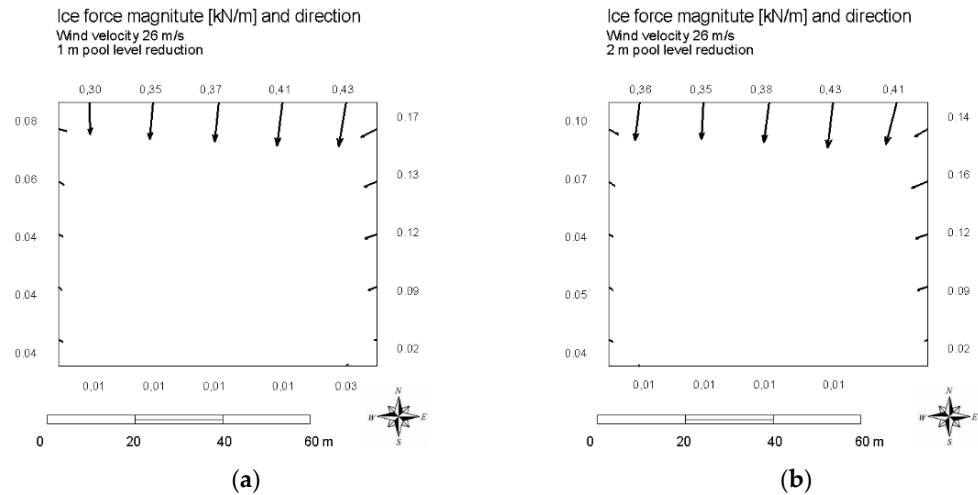 Ice force magnitute [kN/m] and direction
Wind velocity 26 m/s
1 m pool level reduction
0,30 0,35 0,37 0,41 0,43
0.08 0.17
0.06 0.13
0.04 0.12
0.04 0.09
0.04 0.02
0,01 0,01 0,01 0,01 0.03
N
W E
S
0 20 40 60 m
(a)
Ice force magnitute [kN/m] and direction
Wind velocity 26 m/s
2 m pool level reduction
0,36 0,35 0,38 0,43 0,41
0.10 0.14
0.07 0.16
0.04 0.12
0.05 0.09
0.04 0.02
0,01 0,01 0,01 0,01
N
W E
S
0 20 40 60 m
(b)